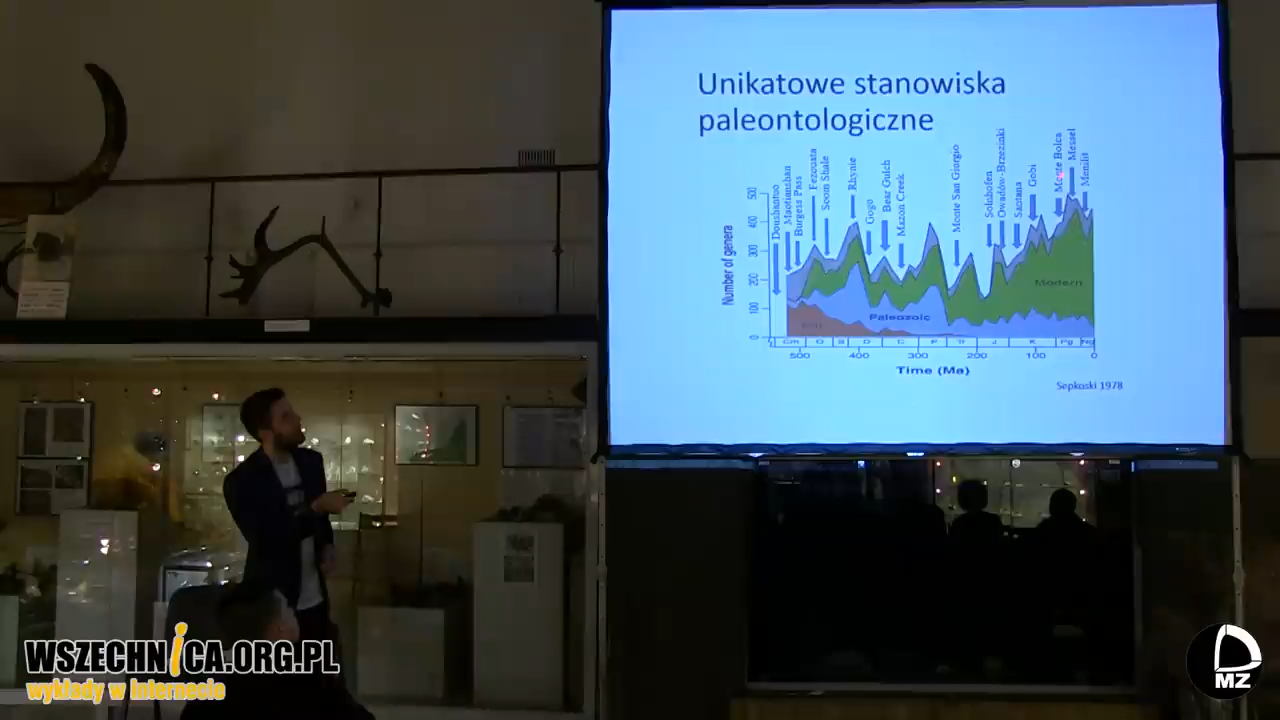 Unikatowe stanowiska
paleontologiczne
Doushantuo
Maotianshan
Burgess Pass
Fezouata
Soom Shale
Rhynie
Gogo
Bear Gulch
Mazon Creek
Monte San Giorgio
Solnhofen
Owadów-Brzezinki
Santana
Gobi
Monte Bolca
Messel
Menilit
Number of genera
500
400
300
200
100
0
Modern
Paleozoic
Cm O S D C P Tr J K Pg Ng
500 400 300 200 100 0
Time (Ma)
Sepkoski 1978
WSZECHNICA.ORG.PL
wykłady w internecie
MZ